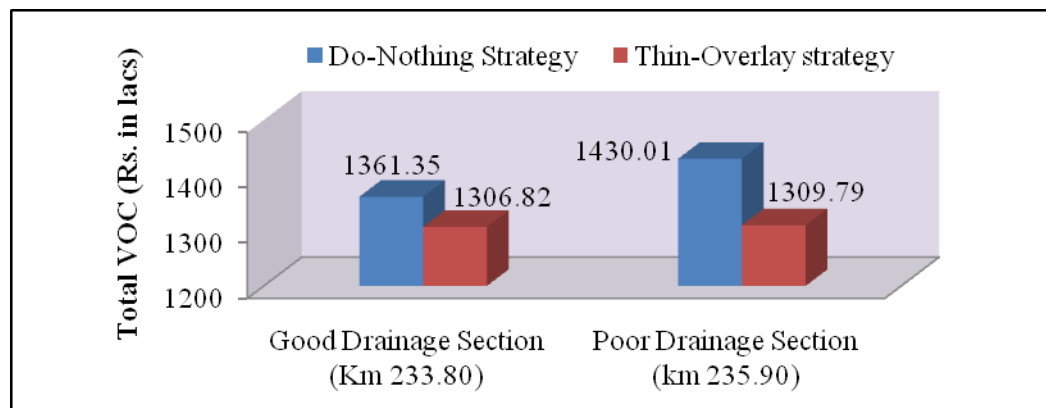 Do-Nothing Strategy Thin-Overlay strategy
Total VOC (Rs. in lacs)
1500
1400
1300
1200
1361.35
1306.82
1430.01
1309.79
Good Drainage Section
(Km 233.80)
Poor Drainage Section
(km 235.90)